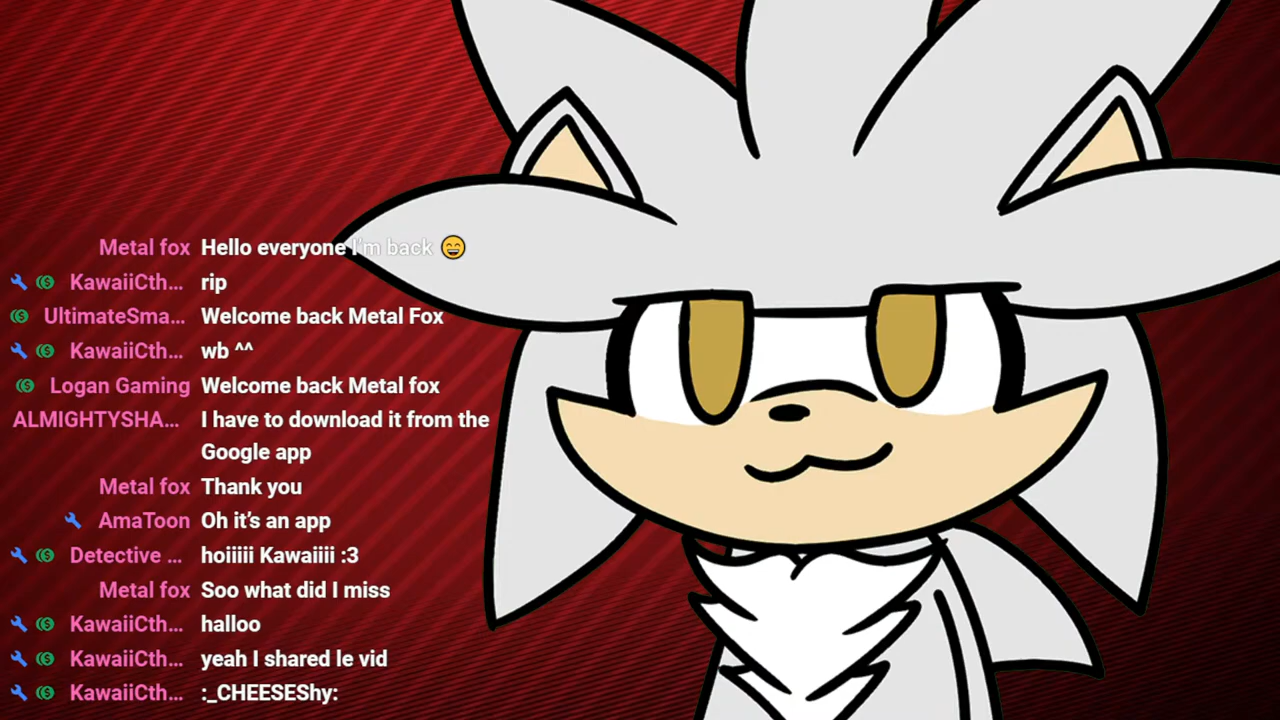 Metal fox Hello everyone I'm back 😄
KawaiiCth... rip
UltimateSma... Welcome back Metal Fox
KawaiiCth... wb ^^
Logan Gaming Welcome back Metal fox
ALMIGHTYSHA... I have to download it from the
Google app
Metal fox Thank you
AmaToon Oh it's an app
Detective ... hoiiiii Kawaiiii :3
Metal fox Soo what did I miss
KawaiiCth... halloo
KawaiiCth... yeah I shared le vid
KawaiiCth... :_CHEESEShy: